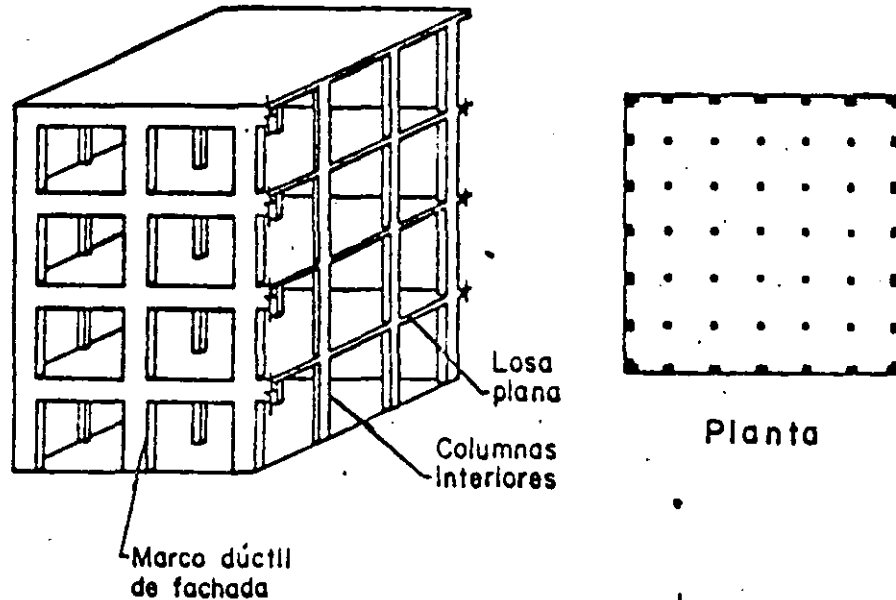 Losa
plana
Planta
Columnas
Interiores
Marco dúctil
de fachada